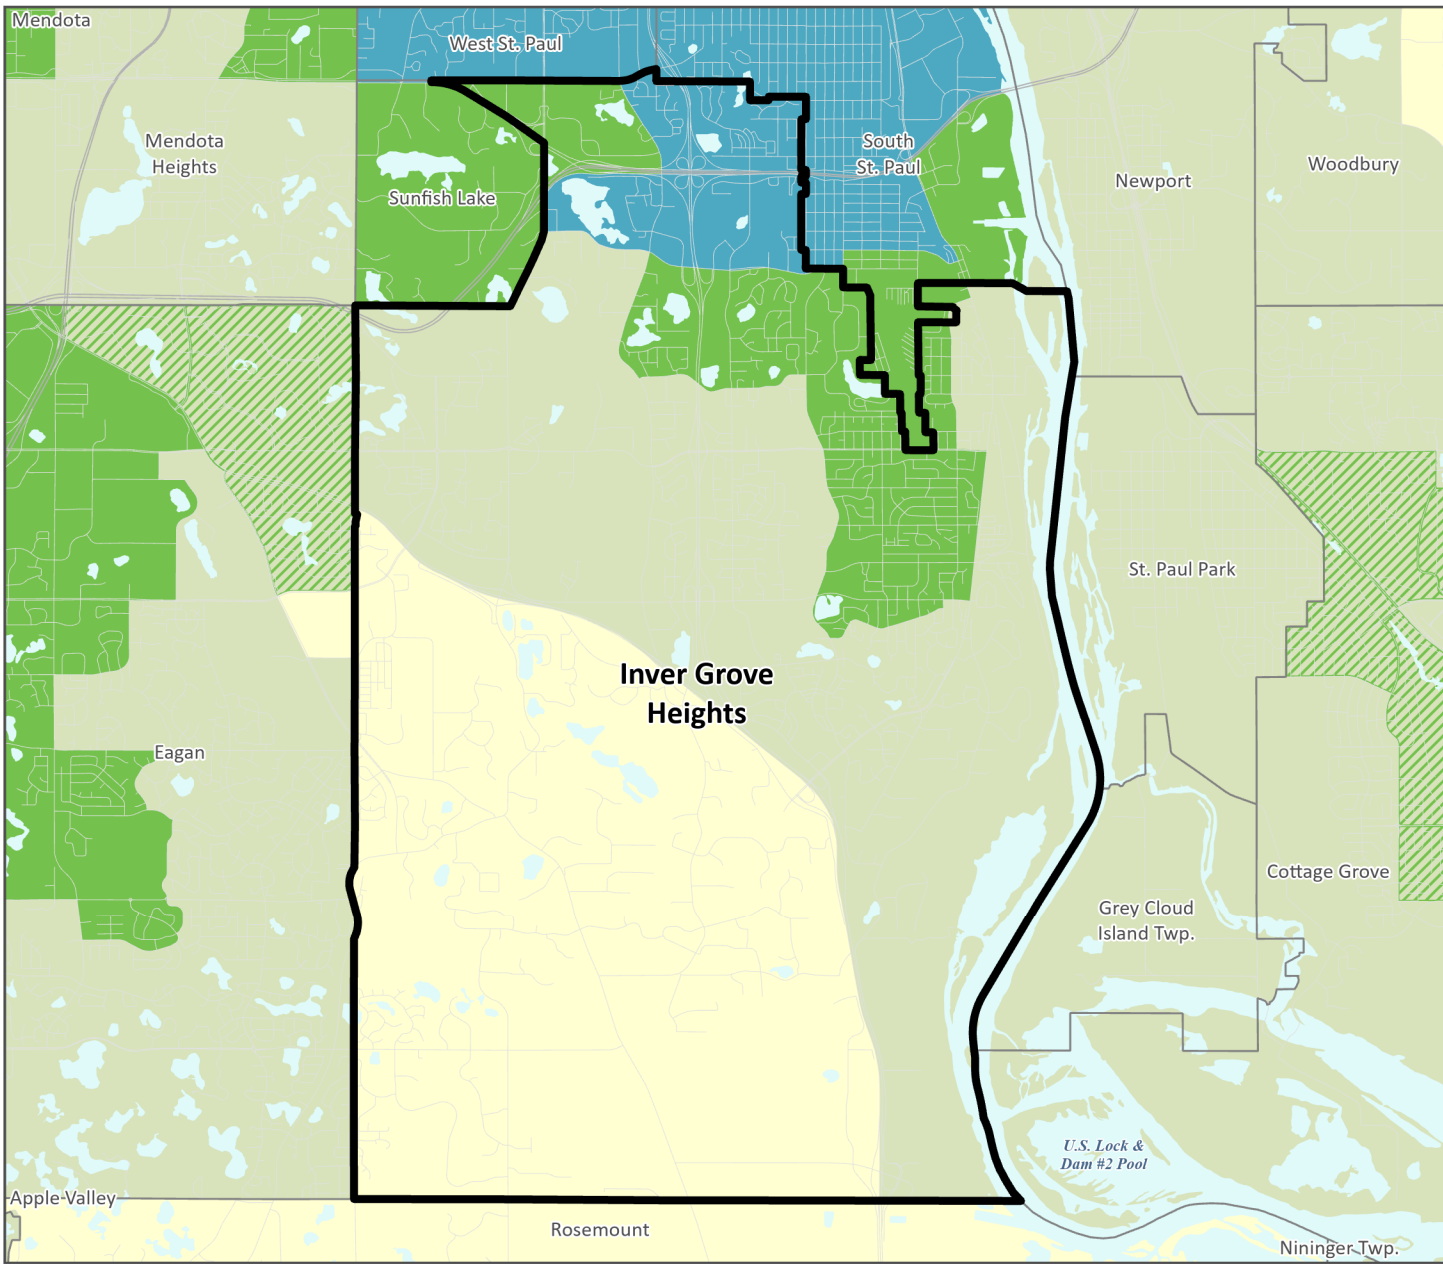 Mendota
West St. Paul
Mendota
Heights
South
St. Paul
Woodbury
Newport
Sunfish Lake
St. Paul Park
Inver Grove
Heights
Eagan
Cottage Grove
Grey Cloud
Island Twp.
U.S. Lock &
Dam #2 Pool
Apple Valley
Rosemount
Nininger Twp.